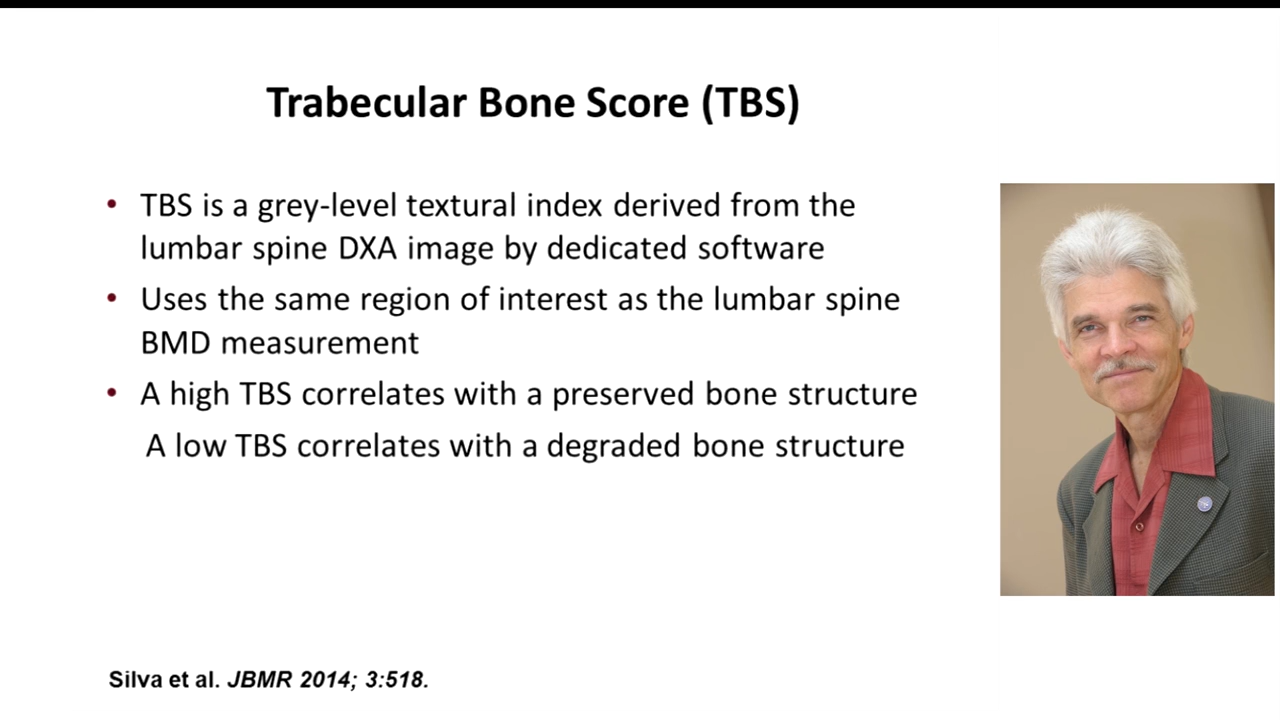 Trabecular Bone Score (TBS)
• TBS is a grey-level textural index derived from the
lumbar spine DXA image by dedicated software
• Uses the same region of interest as the lumbar spine
BMD measurement
• A high TBS correlates with a preserved bone structure
A low TBS correlates with a degraded bone structure
Silva et al. JBMR 2014; 3:518.